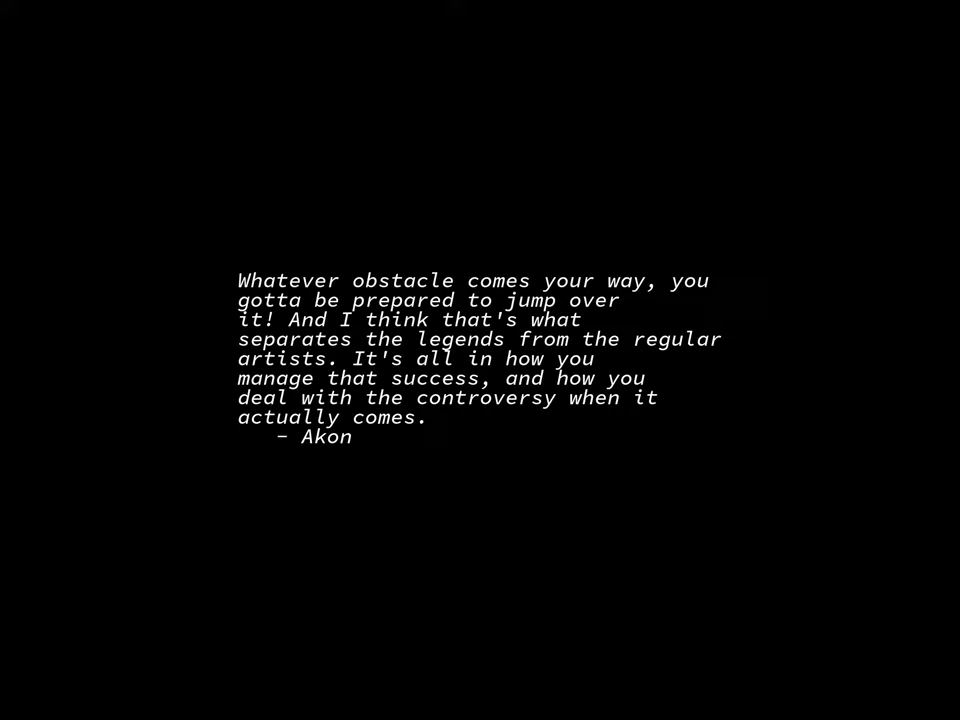 Whatever obstacle comes your way, you
gotta be prepared to jump over
it! And I think that's what
separates the legends from the regular
artists. It's all in how you
manage that success, and how you
deal with the controversy when it
actually comes.
– Akon